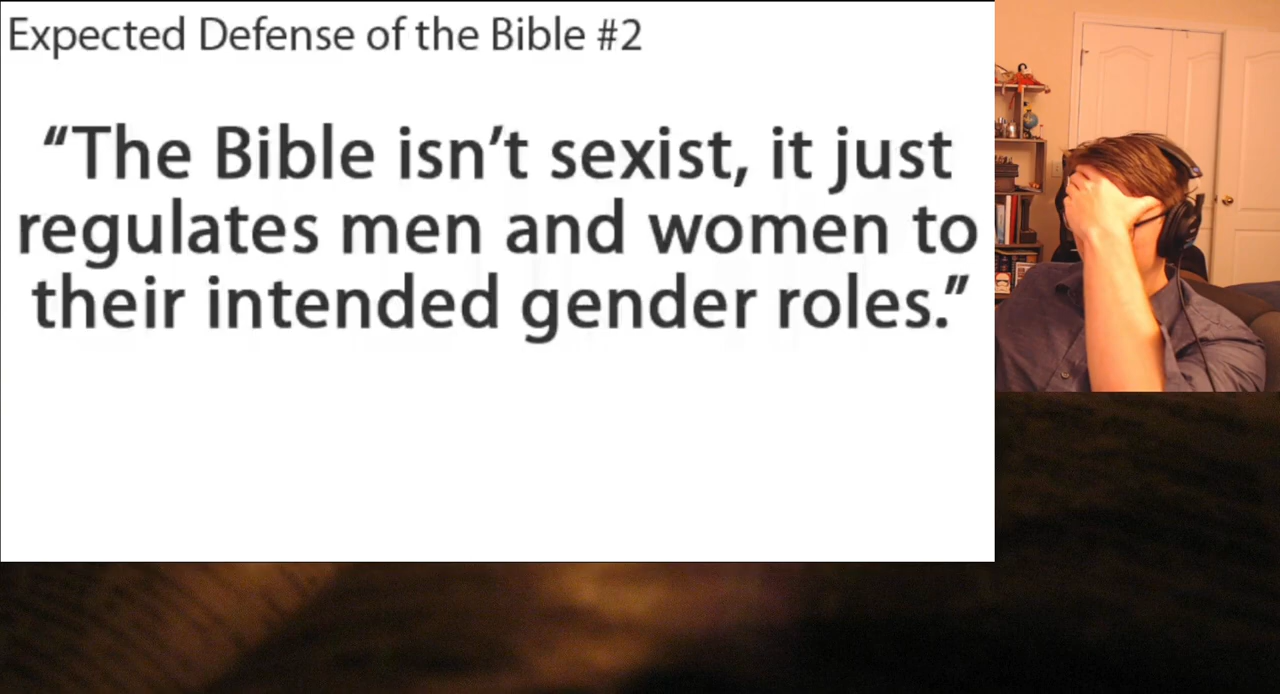 Expected Defense of the Bible #2
“The Bible isn’t sexist, it just
regulates men and women to
their intended gender roles.”